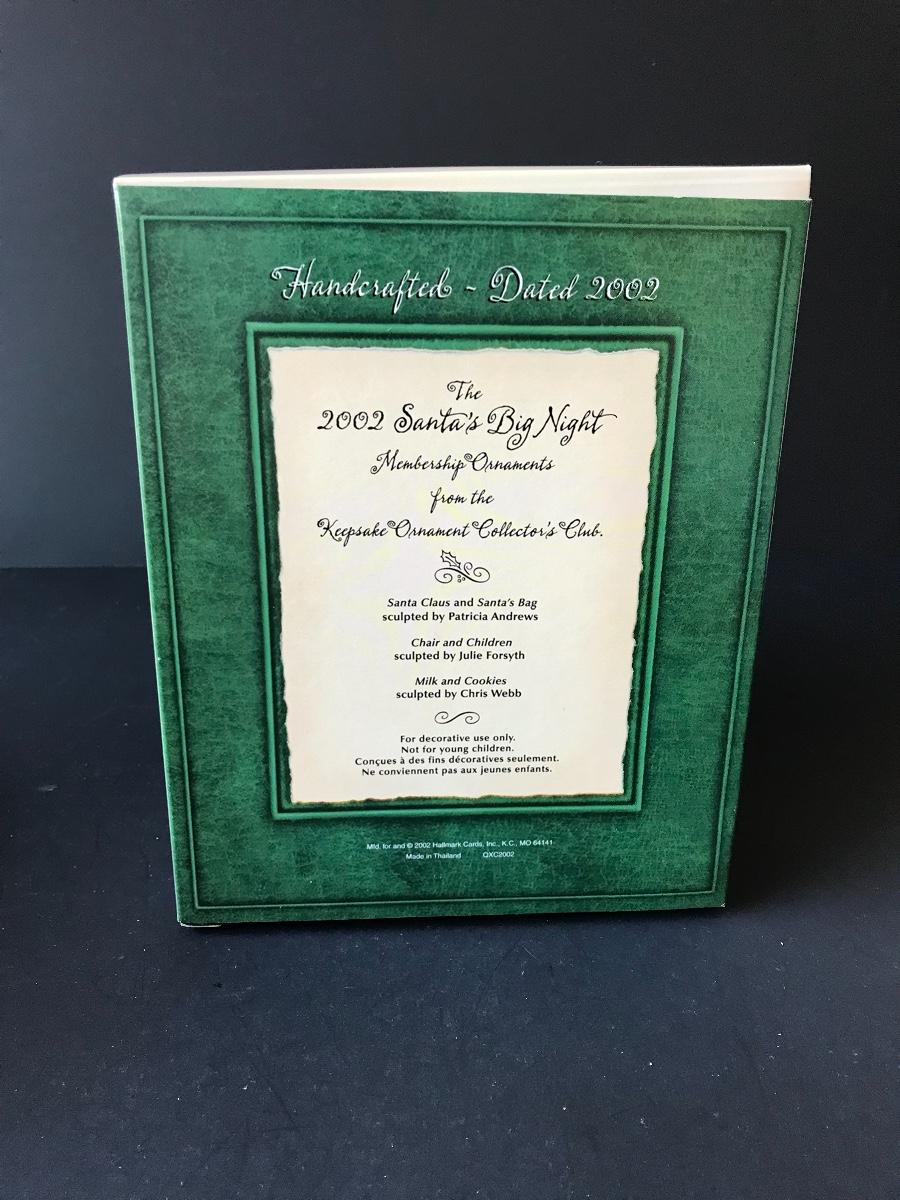 Handcrafted ~ Dated 2002
The
2002 Santa's Big Night
Membership Ornaments
from the
Keepsake Ornament Collector's Club.
Santa Claus and Santa's Bag
sculpted by Patricia Andrews
Chair and Children
sculpted by Julie Forsyth
Milk and Cookies
sculpted by Chris Webb
For decorative use only.
Not for young children.
Conçues à des fins décoratives seulement.
Ne conviennent pas aux jeunes enfants.
Mfd. for and © 2002 Hallmark Cards, Inc., K.C., MO 64141
Made in Thailand QXC2002